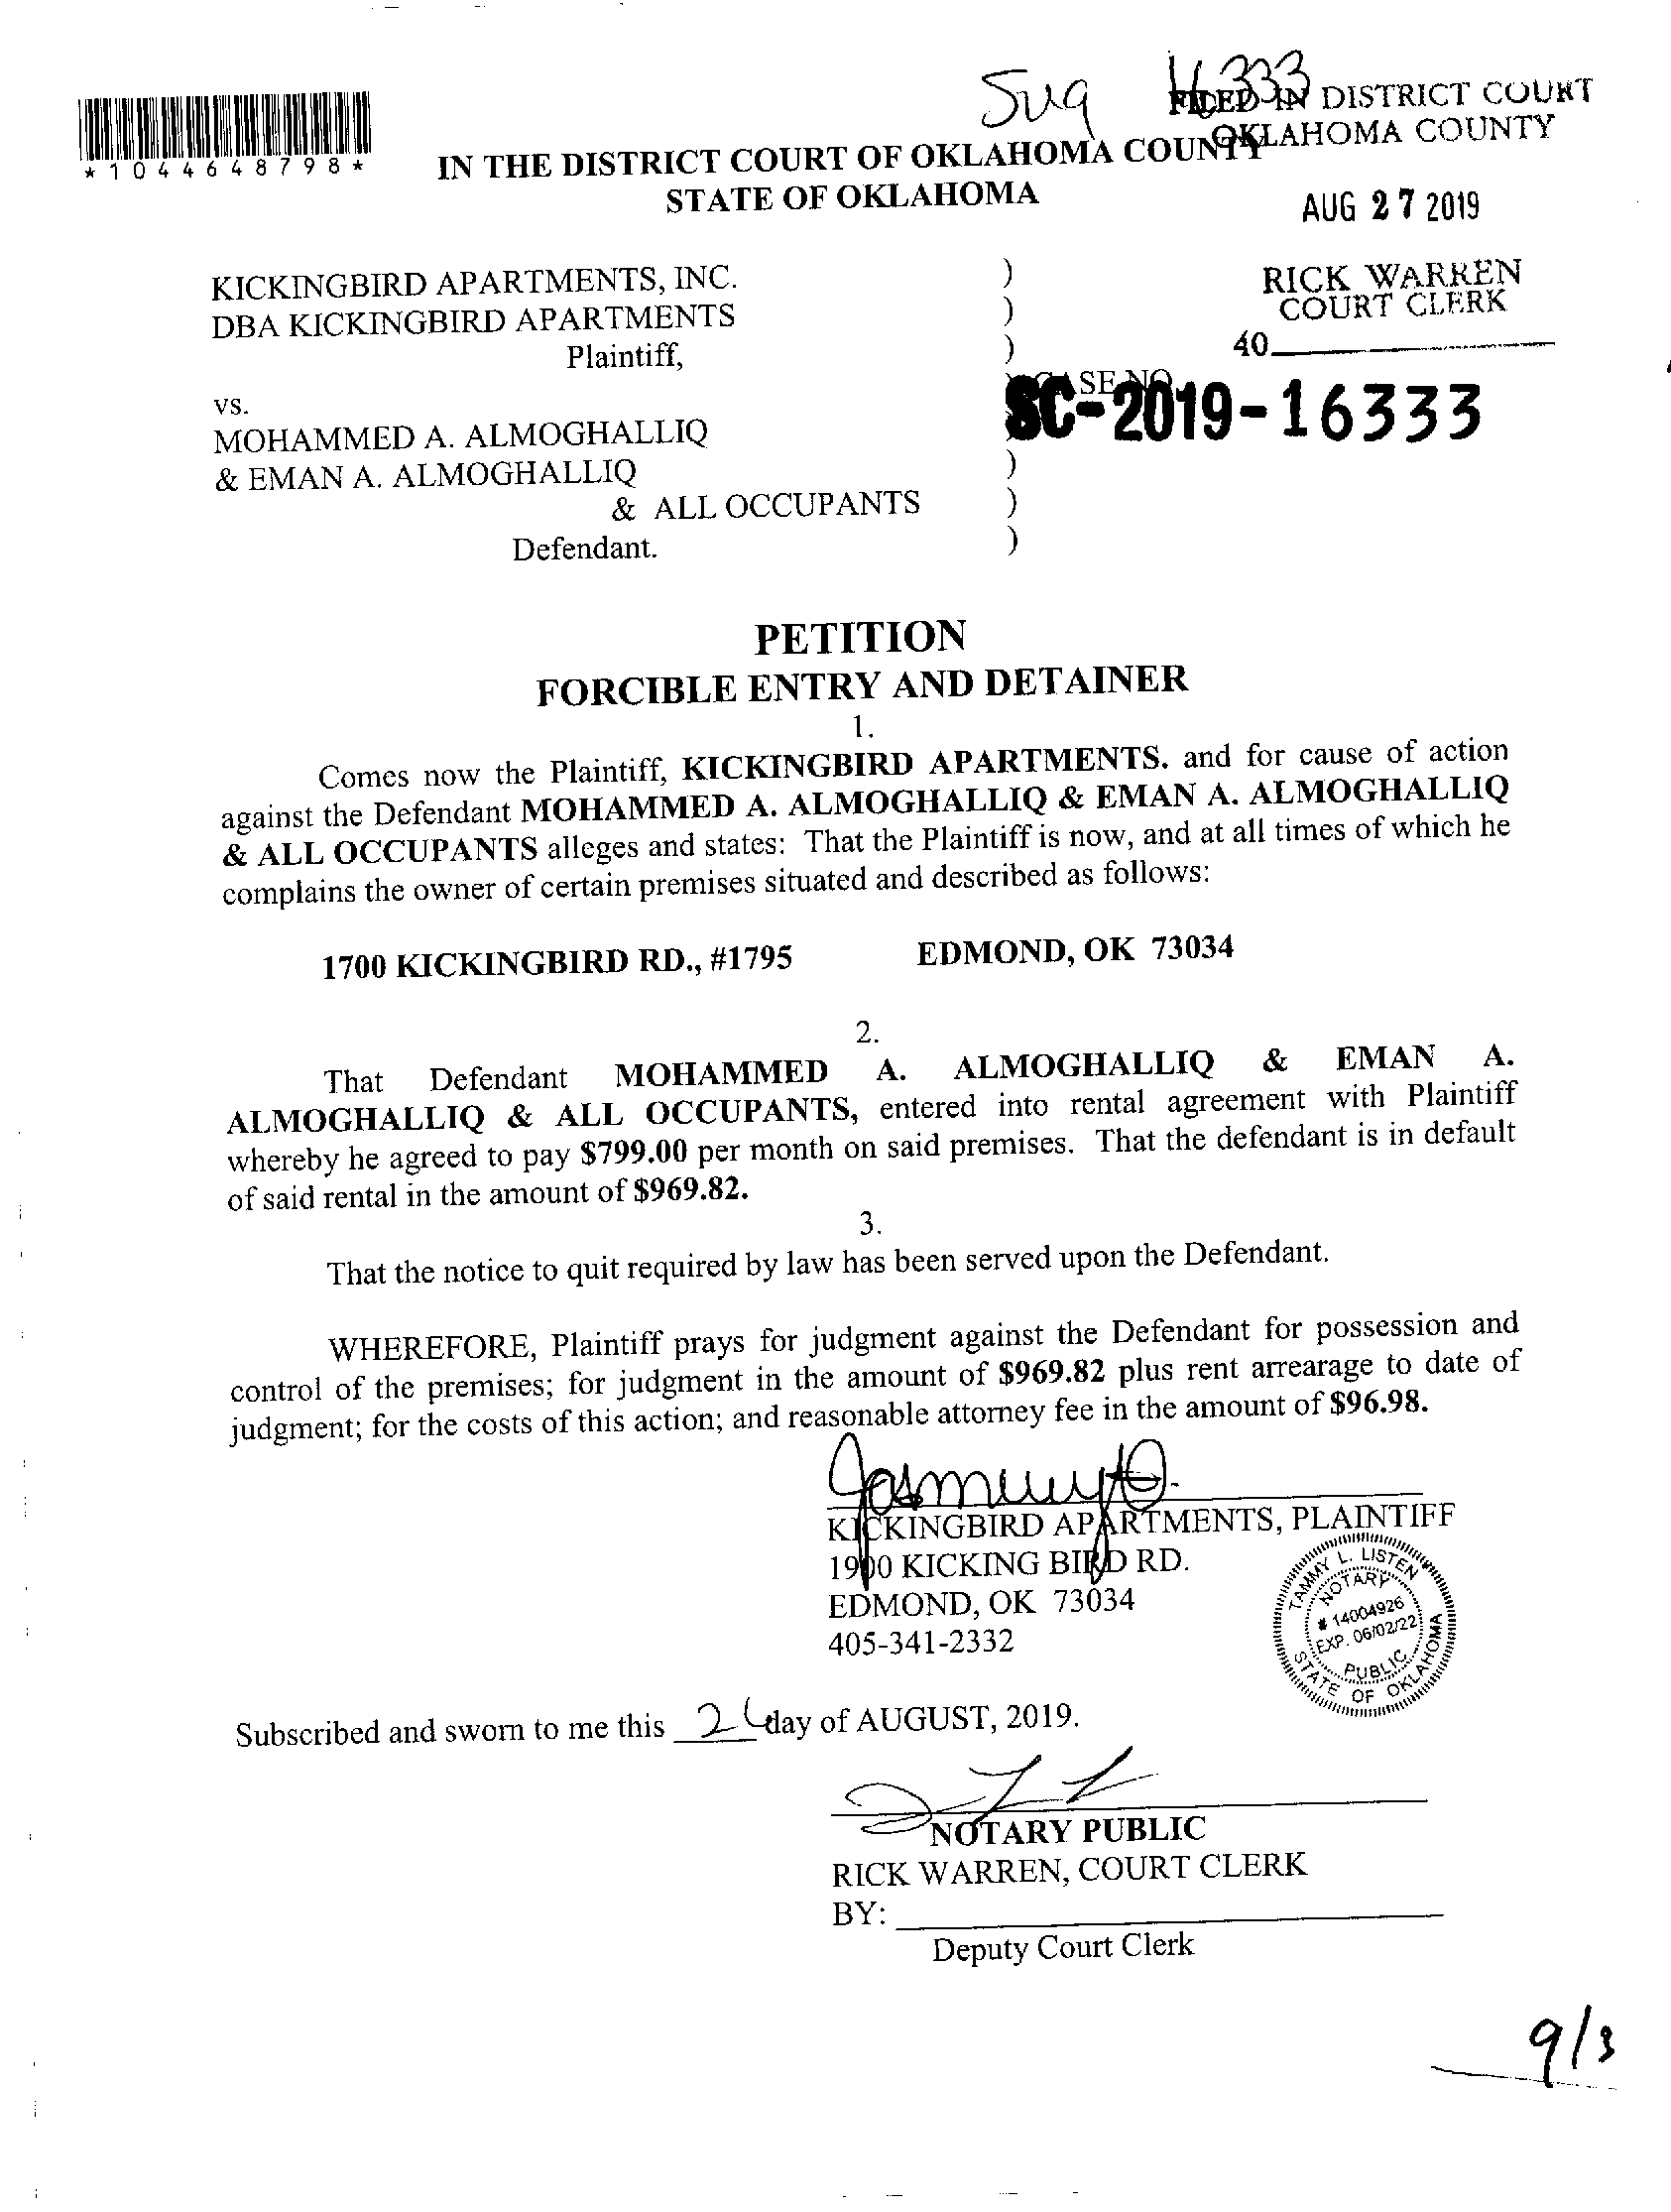 Sug 16333
FILED IN DISTRICT COURT
OKLAHOMA COUNTY
*1044648798*
IN THE DISTRICT COURT OF OKLAHOMA COUNTY
STATE OF OKLAHOMA
AUG 27 2019
KICKINGBIRD APARTMENTS, INC. )
DBA KICKINGBIRD APARTMENTS )
Plaintiff, )
RICK WARREN
COURT CLERK
40
vs. ) CASE NO.
SC-2019-16333
MOHAMMED A. ALMOGHALLIQ )
& EMAN A. ALMOGHALLIQ )
& ALL OCCUPANTS )
Defendant. )
PETITION
FORCIBLE ENTRY AND DETAINER
1.
Comes now the Plaintiff, KICKINGBIRD APARTMENTS. and for cause of action
against the Defendant MOHAMMED A. ALMOGHALLIQ & EMAN A. ALMOGHALLIQ
& ALL OCCUPANTS alleges and states: That the Plaintiff is now, and at all times of which he
complains the owner of certain premises situated and described as follows:
1700 KICKINGBIRD RD., #1795 EDMOND, OK 73034
2.
That Defendant MOHAMMED A. ALMOGHALLIQ & EMAN A.
ALMOGHALLIQ & ALL OCCUPANTS, entered into rental agreement with Plaintiff
whereby he agreed to pay $799.00 per month on said premises. That the defendant is in default
of said rental in the amount of $969.82.
3.
That the notice to quit required by law has been served upon the Defendant.
WHEREFORE, Plaintiff prays for judgment against the Defendant for possession and
control of the premises; for judgment in the amount of $969.82 plus rent arrearage to date of
judgment; for the costs of this action; and reasonable attorney fee in the amount of $96.98.
KICKINGBIRD APARTMENTS, PLAINTIFF
1900 KICKING BIRD RD.
EDMOND, OK 73034
405-341-2332
TAMMY L. LISTEN
NOTARY
# 14004926
EXP. 06/02/22
PUBLIC
STATE OF OKLAHOMA
Subscribed and sworn to me this 26 day of AUGUST, 2019.
NOTARY PUBLIC
RICK WARREN, COURT CLERK
BY:
Deputy Court Clerk
9/3